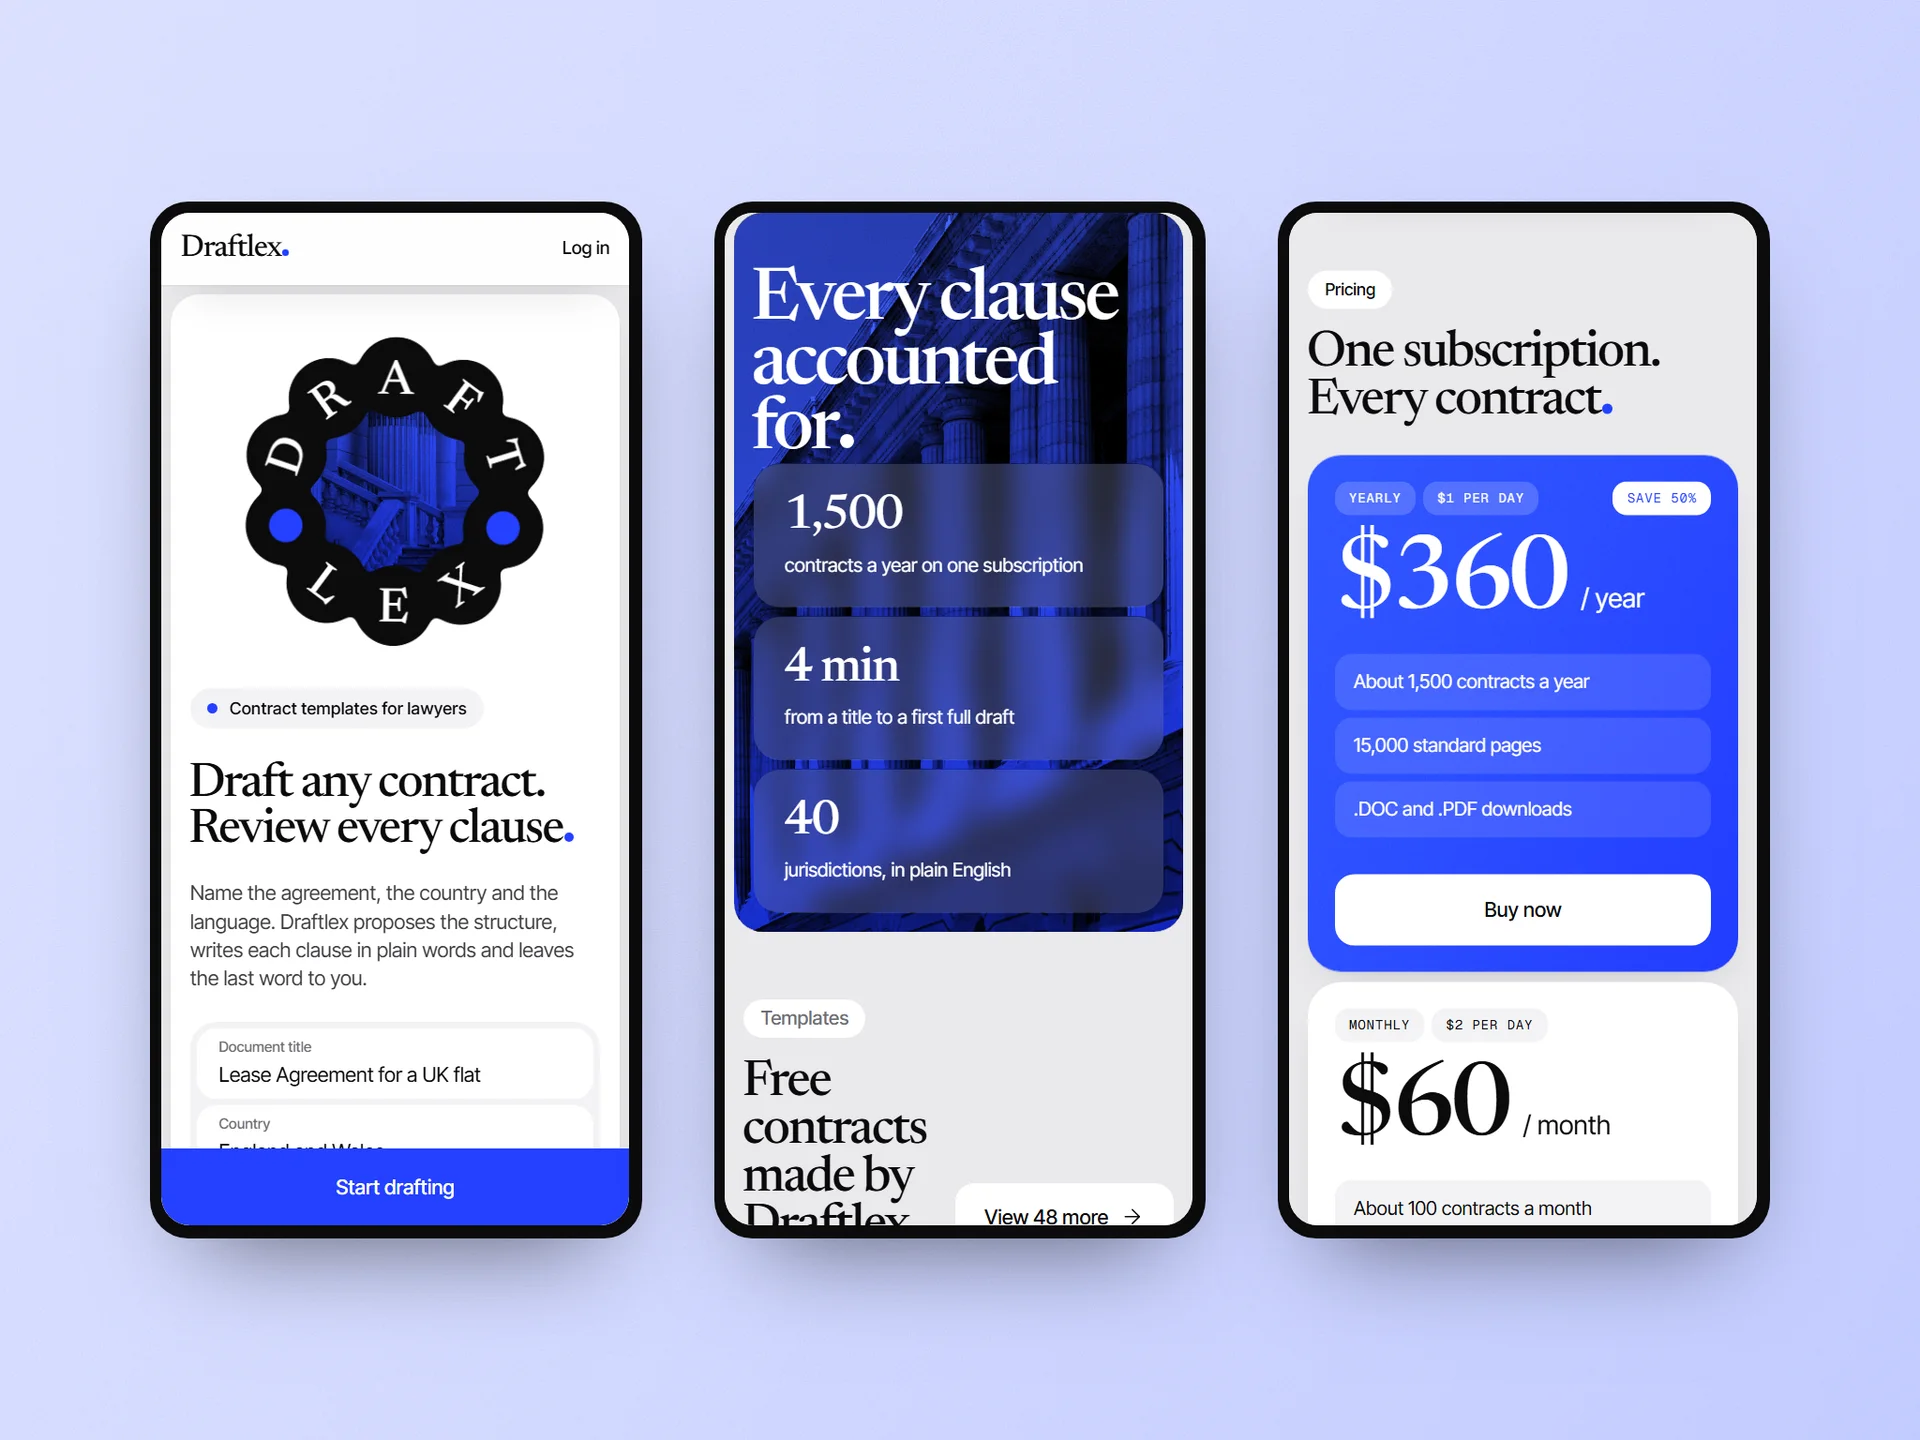 Draftlex.
Log in
D R A F T
L E X
Contract templates for lawyers
Draft any contract.
Review every clause.
Name the agreement, the country and the
language. Draftlex proposes the structure,
writes each clause in plain words and leaves
the last word to you.
Document title
Lease Agreement for a UK flat
Country
England and Wales
Start drafting
Every clause
accounted
for.
1,500
contracts a year on one subscription
4 min
from a title to a first full draft
40
jurisdictions, in plain English
Templates
Free
contracts
made by
Draftlex
View 48 more →
Pricing
One subscription.
Every contract.
YEARLY
$1 PER DAY
SAVE 50%
$360 / year
About 1,500 contracts a year
15,000 standard pages
.DOC and .PDF downloads
Buy now
MONTHLY
$2 PER DAY
$60 / month
About 100 contracts a month